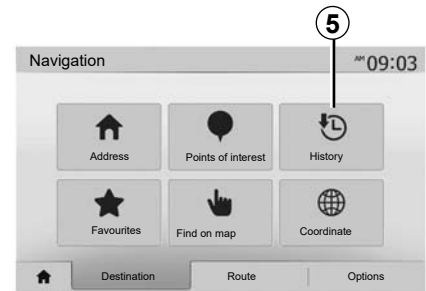 5
Navigation AM 09:03
Address Points of interest History
Favourites Find on map Coordinate
Destination Route Options